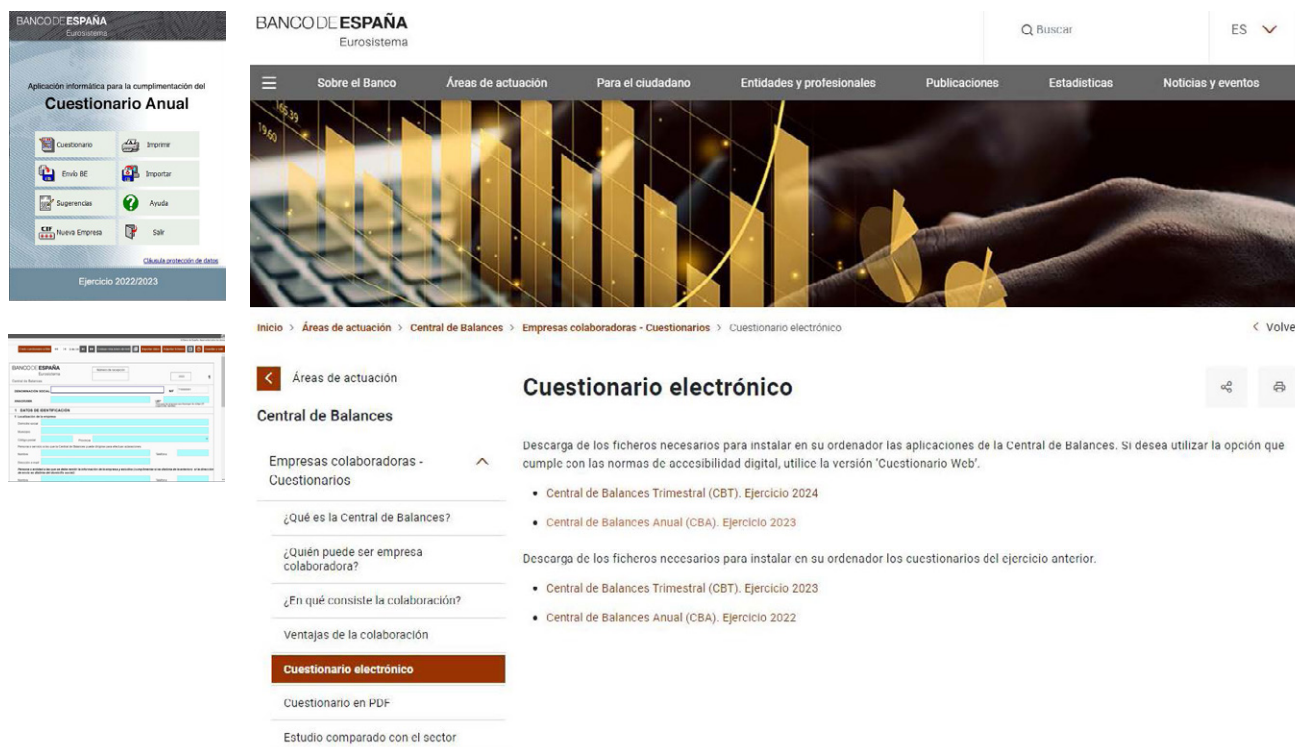 BANCO DE ESPAÑA
Eurosistema
Aplicación informática para la cumplimentación del
Cuestionario Anual
Cuestionario
Imprimir
Envío BE
Importar
Sugerencias
Ayuda
CIF
Nueva Empresa
Salir
Cláusula protección de datos
Ejercicio 2022/2023
BANCO DE ESPAÑA
Eurosistema
DENOMINACIÓN SOCIAL
1 DATOS DE IDENTIFICACIÓN
BANCO DE ESPAÑA
Eurosistema
Buscar
ES
Sobre el Banco
Áreas de actuación
Para el ciudadano
Entidades y profesionales
Publicaciones
Estadísticas
Noticias y eventos
166.39
19.60
Inicio > Áreas de actuación > Central de Balances > Empresas colaboradoras - Cuestionarios > Cuestionario electrónico
< Volve
Áreas de actuación
Central de Balances
Empresas colaboradoras -
Cuestionarios
¿Qué es la Central de Balances?
¿Quién puede ser empresa
colaboradora?
¿En qué consiste la colaboración?
Ventajas de la colaboración
Cuestionario electrónico
Cuestionario en PDF
Estudio comparado con el sector
Cuestionario electrónico
Descarga de los ficheros necesarios para instalar en su ordenador las aplicaciones de la Central de Balances. Si desea utilizar la opción que
cumple con las normas de accesibilidad digital, utilice la versión 'Cuestionario Web'.
• Central de Balances Trimestral (CBT). Ejercicio 2024
• Central de Balances Anual (CBA). Ejercicio 2023
Descarga de los ficheros necesarios para instalar en su ordenador los cuestionarios del ejercicio anterior.
• Central de Balances Trimestral (CBT). Ejercicio 2023
• Central de Balances Anual (CBA). Ejercicio 2022